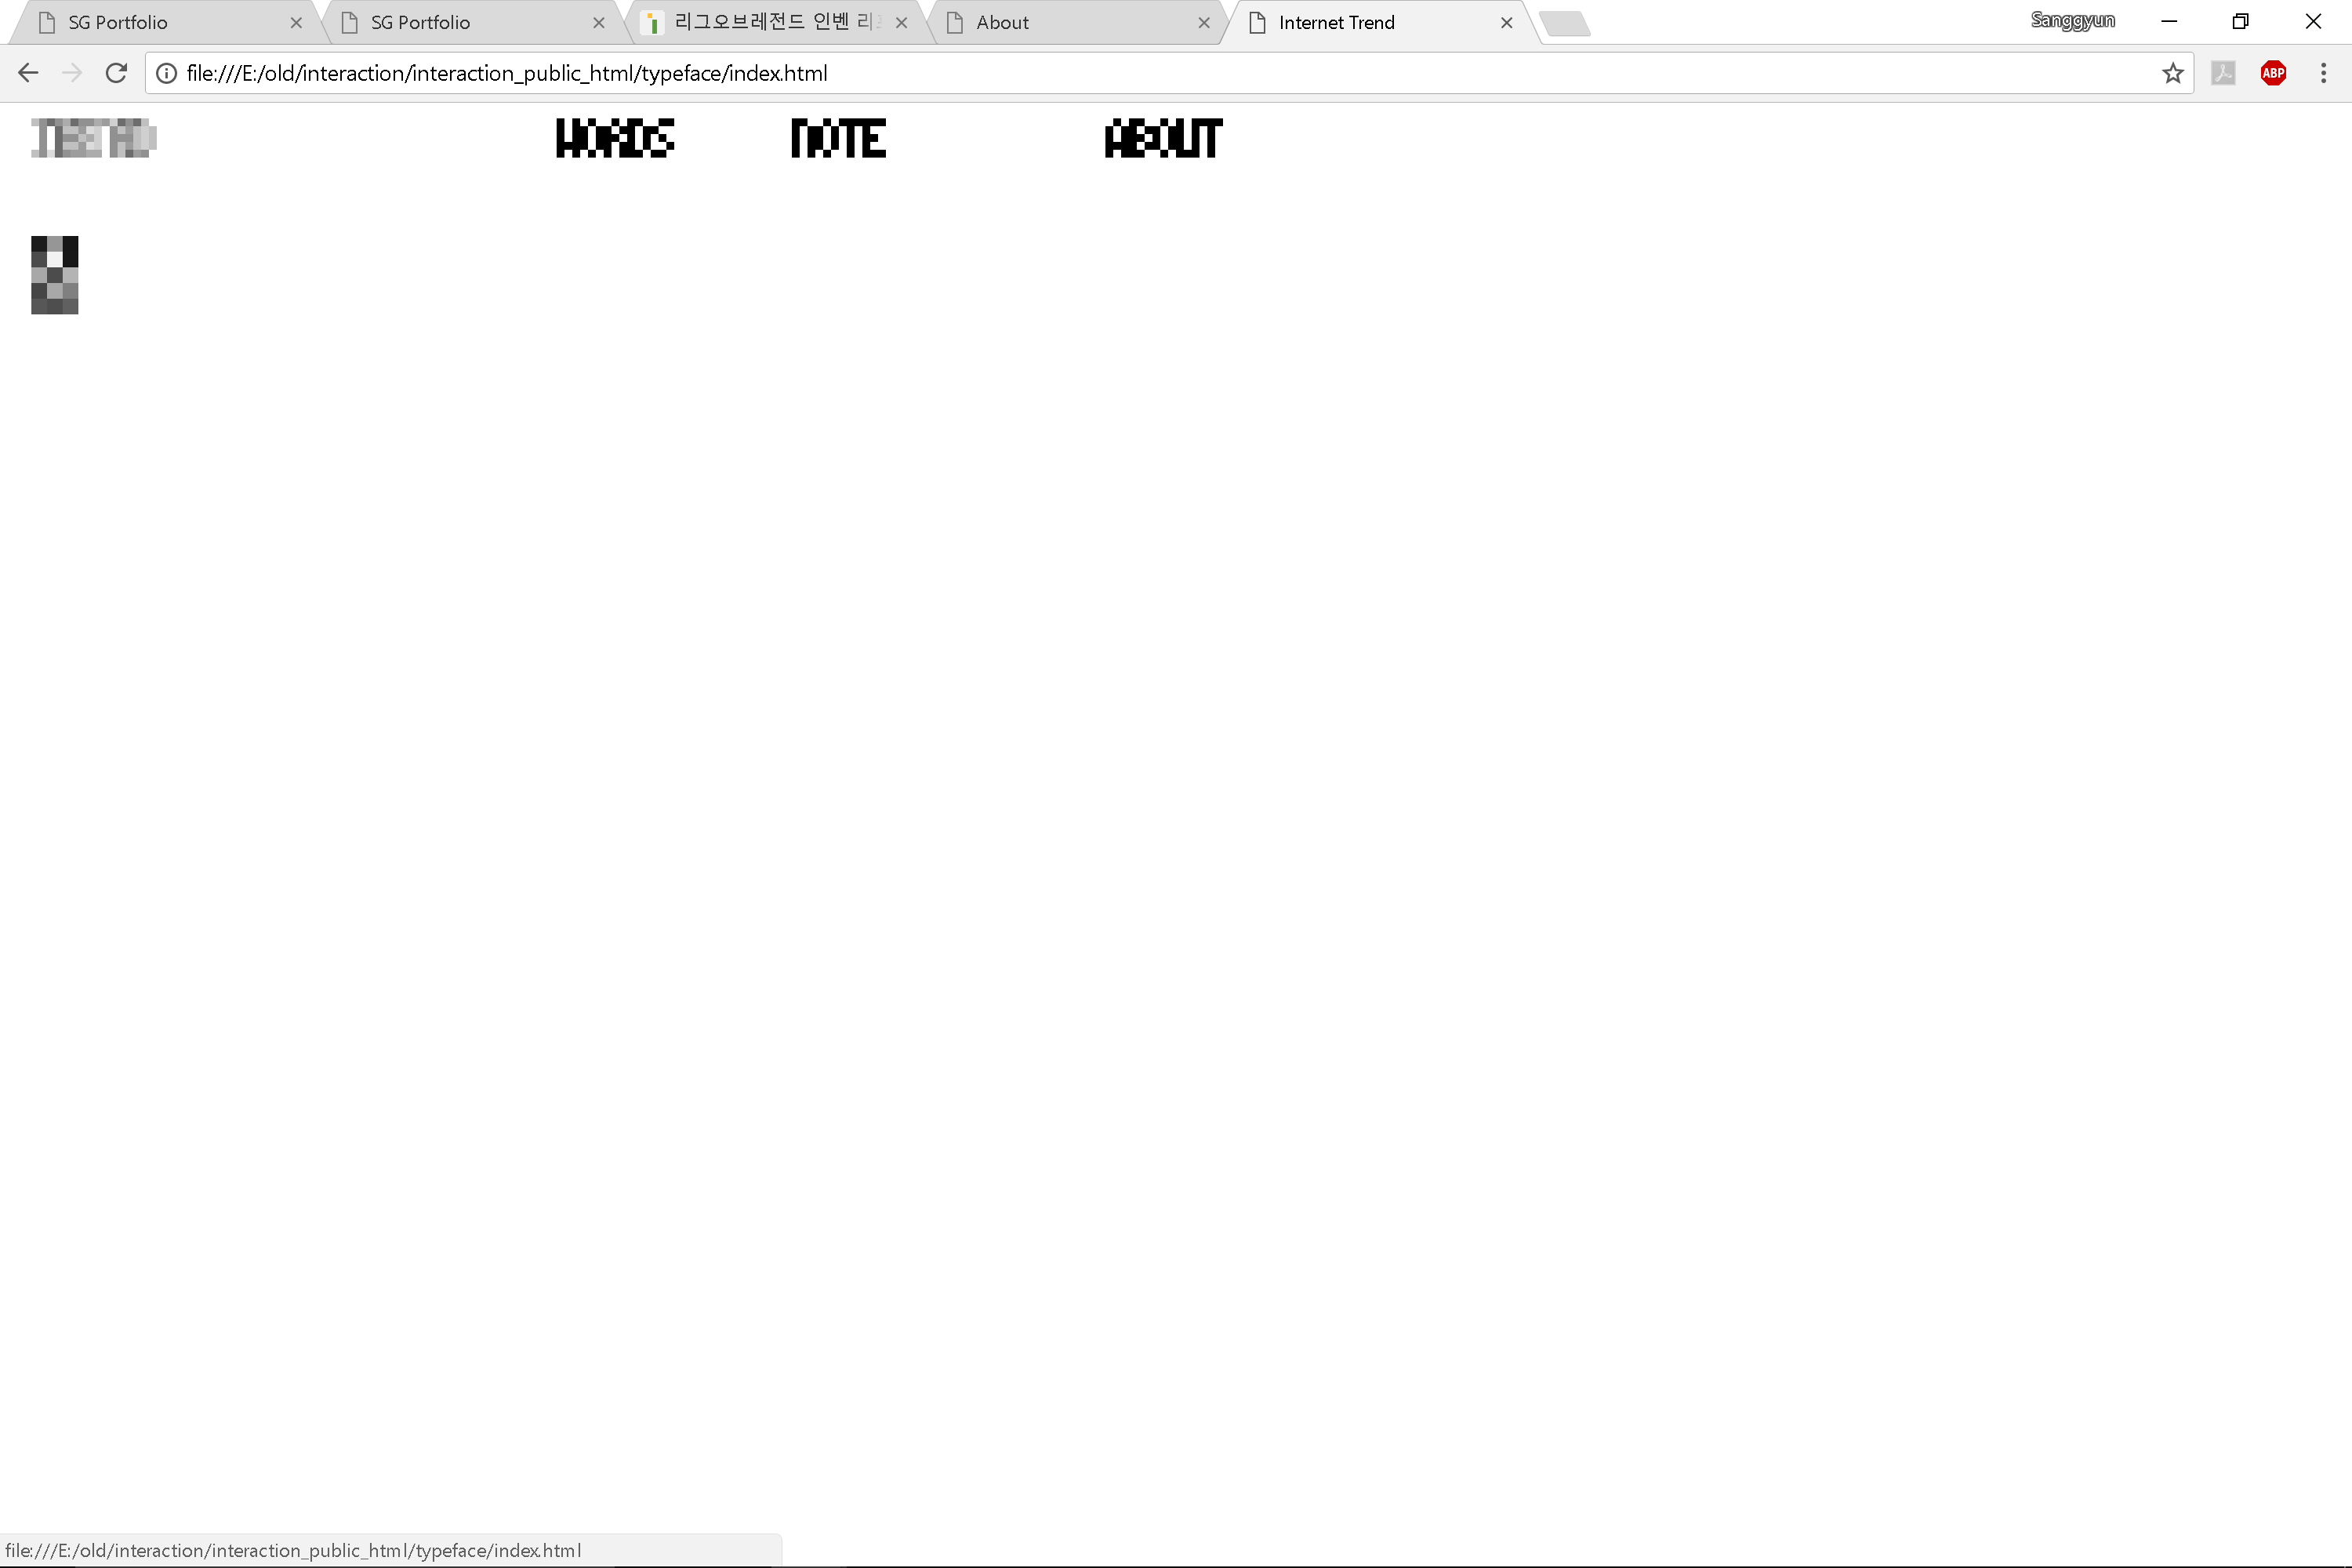 SG Portfolio
SG Portfolio
리그오브레전드 인벤 리
About
Internet Trend
Sanggyun
file:///E:/old/interaction/interaction_public_html/typeface/index.html
ABP
WORDS
NOTE
ABOUT
file:///E:/old/interaction/interaction_public_html/typeface/index.html